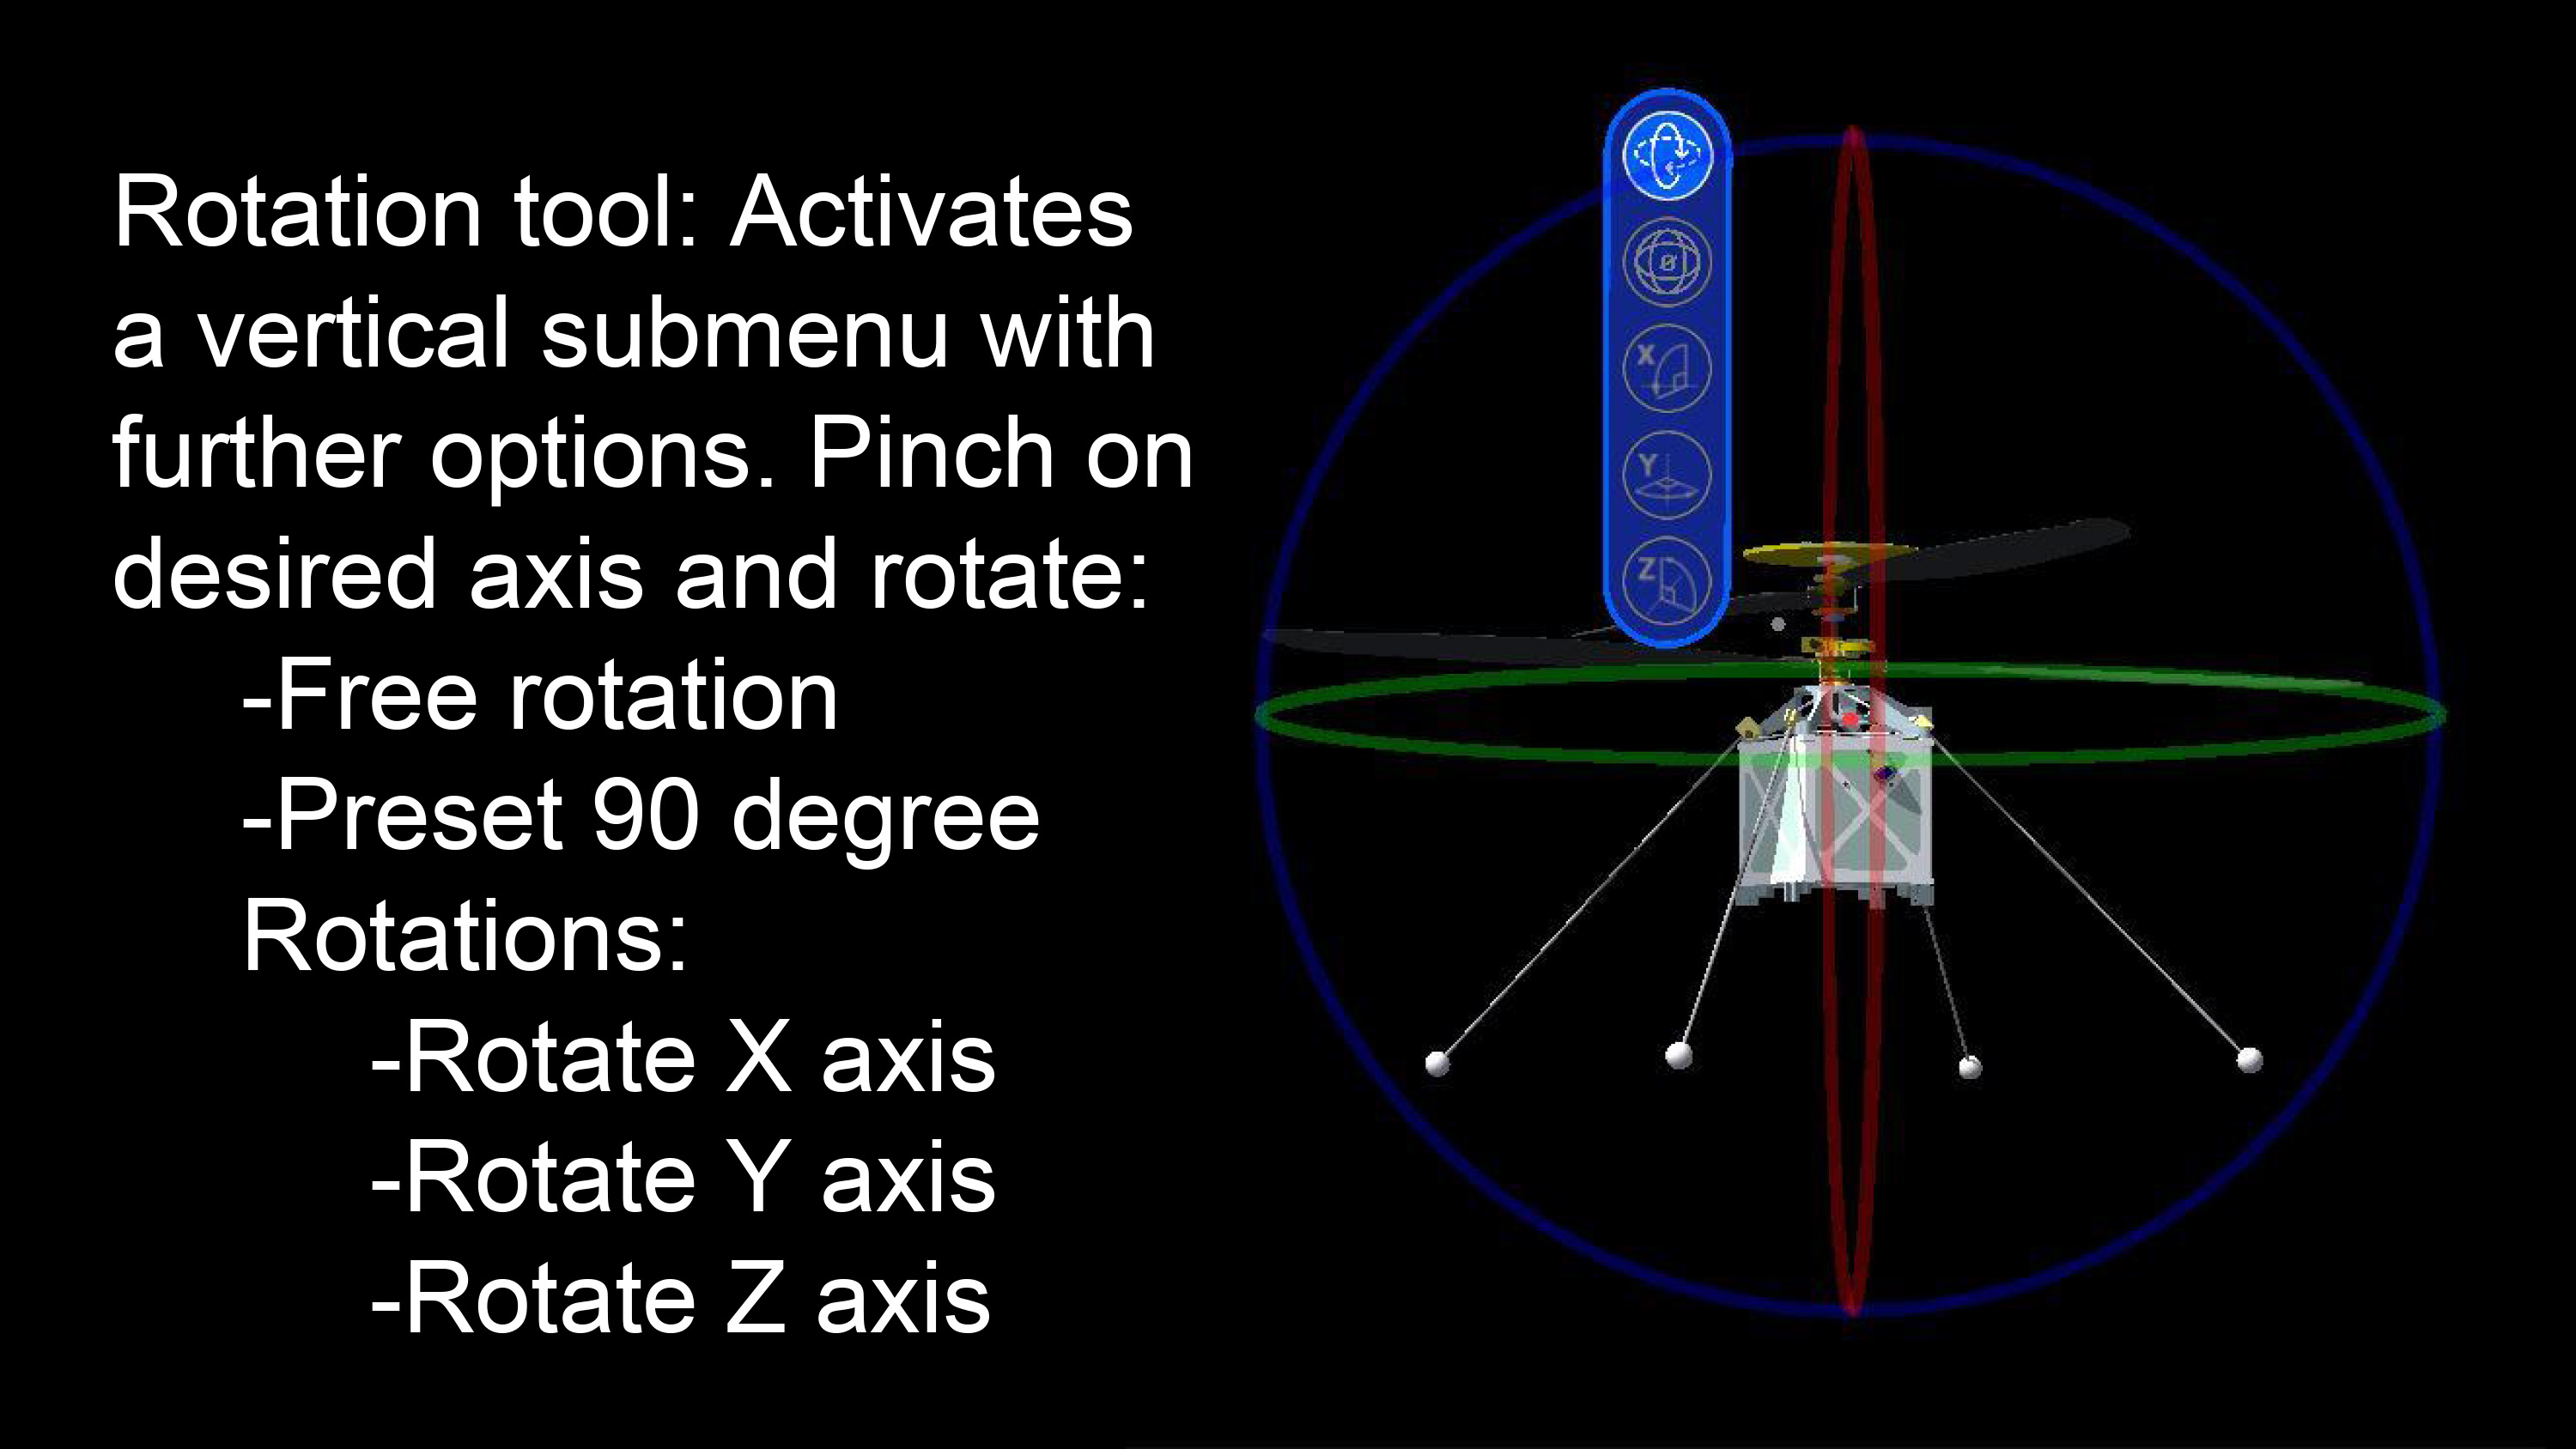 Rotation tool: Activates
a vertical submenu with
further options. Pinch on
desired axis and rotate:
-Free rotation
-Preset 90 degree
Rotations:
-Rotate X axis
-Rotate Y axis
-Rotate Z axis
Ø
X
Y
Z